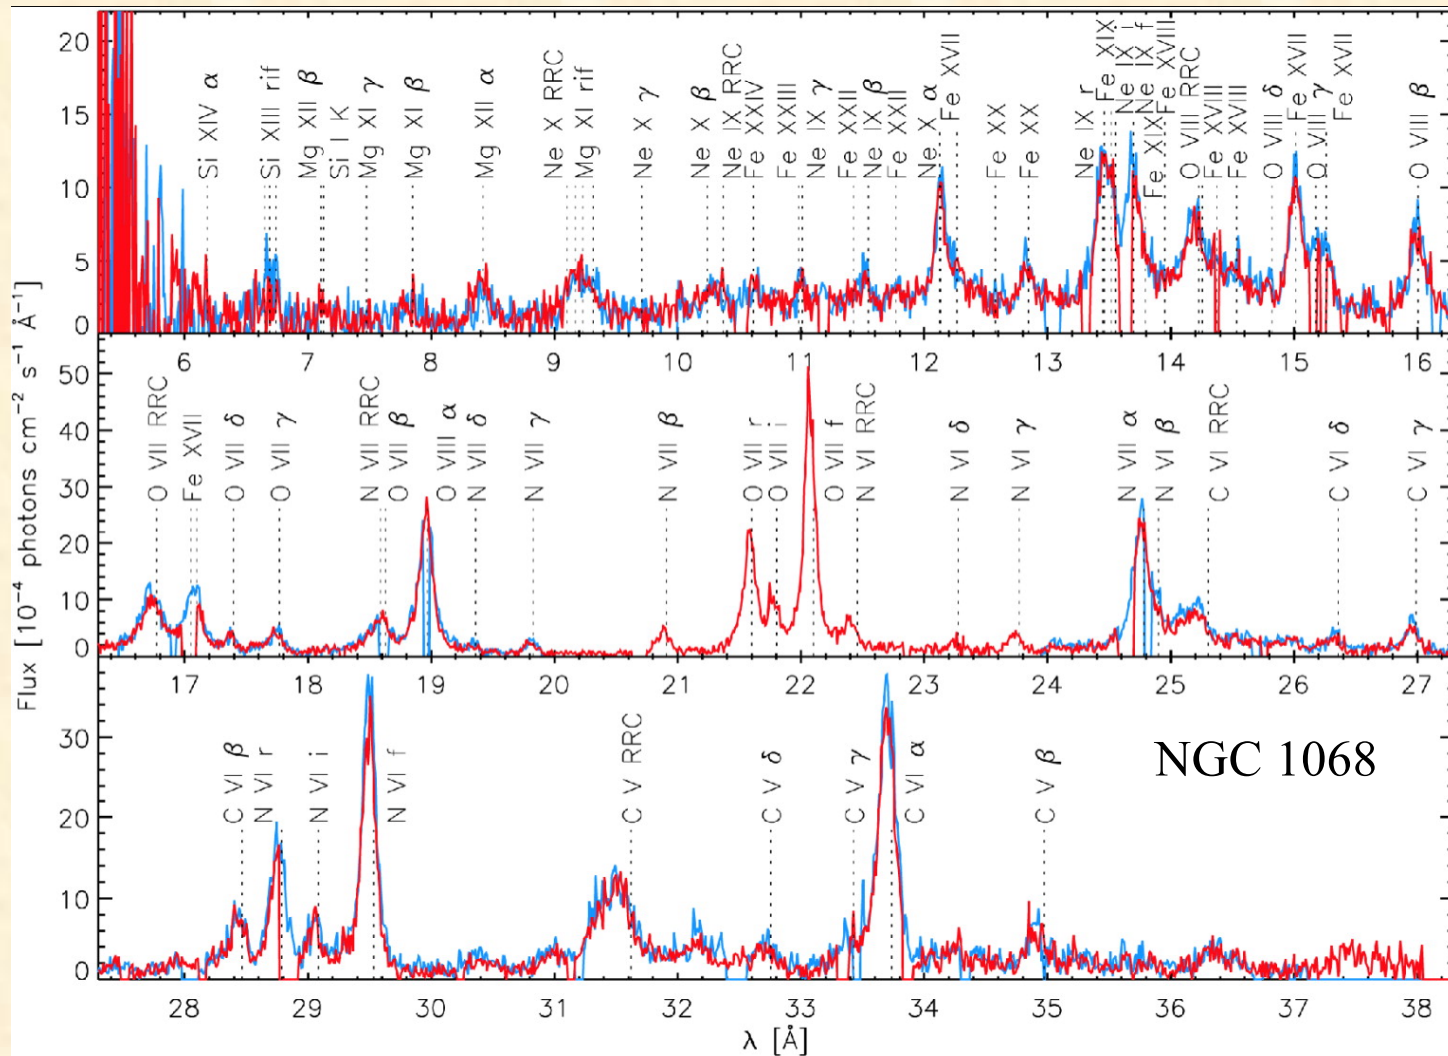 Flux [10⁻⁴ photons cm⁻² s⁻¹ Å⁻¹]
20
15
10
5
0
Si XIV α
Si XIII rif
Mg XII β
Si I K
Mg XI γ
Mg XI β
Mg XII α
Ne X RRC
Mg XI rif
Ne X γ
Ne X β
Ne IX RRC
Fe XXIV
Fe XXIII
Ne IX γ
Fe XXII
Ne IX β
Fe XXII
Ne X α
Fe XVII
Fe XX
Fe XX
Ne IX r
Fe XIX
Ne IX i
Ne IX f
Fe XIX
Fe XVIII
O VIII RRC
Fe XVIII
Fe XVIII
O VIII δ
Fe XVII
O VIII γ
Fe XVII
O VIII β
6 7 8 9 10 11 12 13 14 15 16
50
40
30
20
10
0
O VII RRC
Fe XVII
O VII δ
O VII γ
N VII RRC
O VII β
O VIII α
N VII δ
N VII γ
N VII β
O VII r
O VII i
O VII f
N VI RRC
N VI δ
N VI γ
N VII α
N VI β
C VI RRC
C VI δ
C VI γ
17 18 19 20 21 22 23 24 25 26 27
30
20
10
0
C VI β
N VI r
N VI i
N VI f
C V RRC
C V δ
C V γ
C VI α
C V β
NGC 1068
28 29 30 31 32 33 34 35 36 37 38
λ [Å]